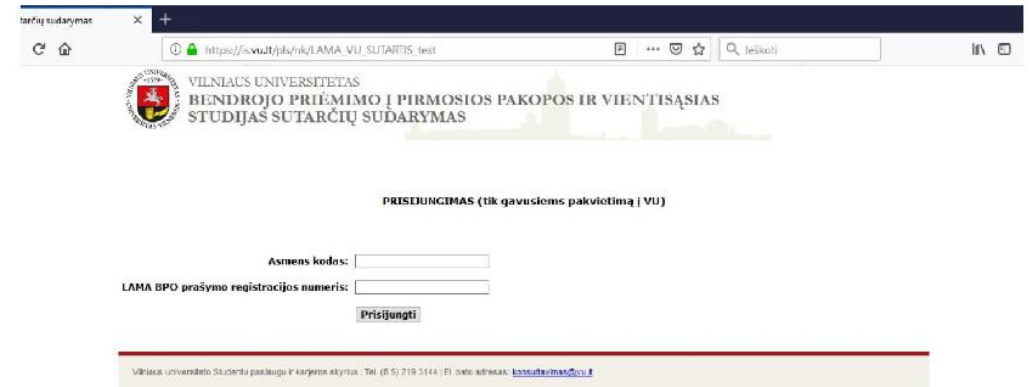 tarčių sudarymas
https://is.vu.lt/pls/nk/LAMA_VU_SUTARTIS_test
Ieškoti
VILNIAUS UNIVERSITETAS
BENDROJO PRIĖMIMO Į PIRMOSIOS PAKOPOS IR VIENTISĄSIAS
STUDIJAS SUTARČIŲ SUDARYMAS
PRISIJUNGIMAS (tik gavusiems pakvietimą į VU)
Asmens kodas:
LAMA BPO prašymo registracijos numeris:
Prisijungti
Vilniaus universiteto Studentų paslaugų ir karjeros skyrius | Tel. (8 5) 219 3144 | El. pašto adresas: konsultavimas@vu.lt